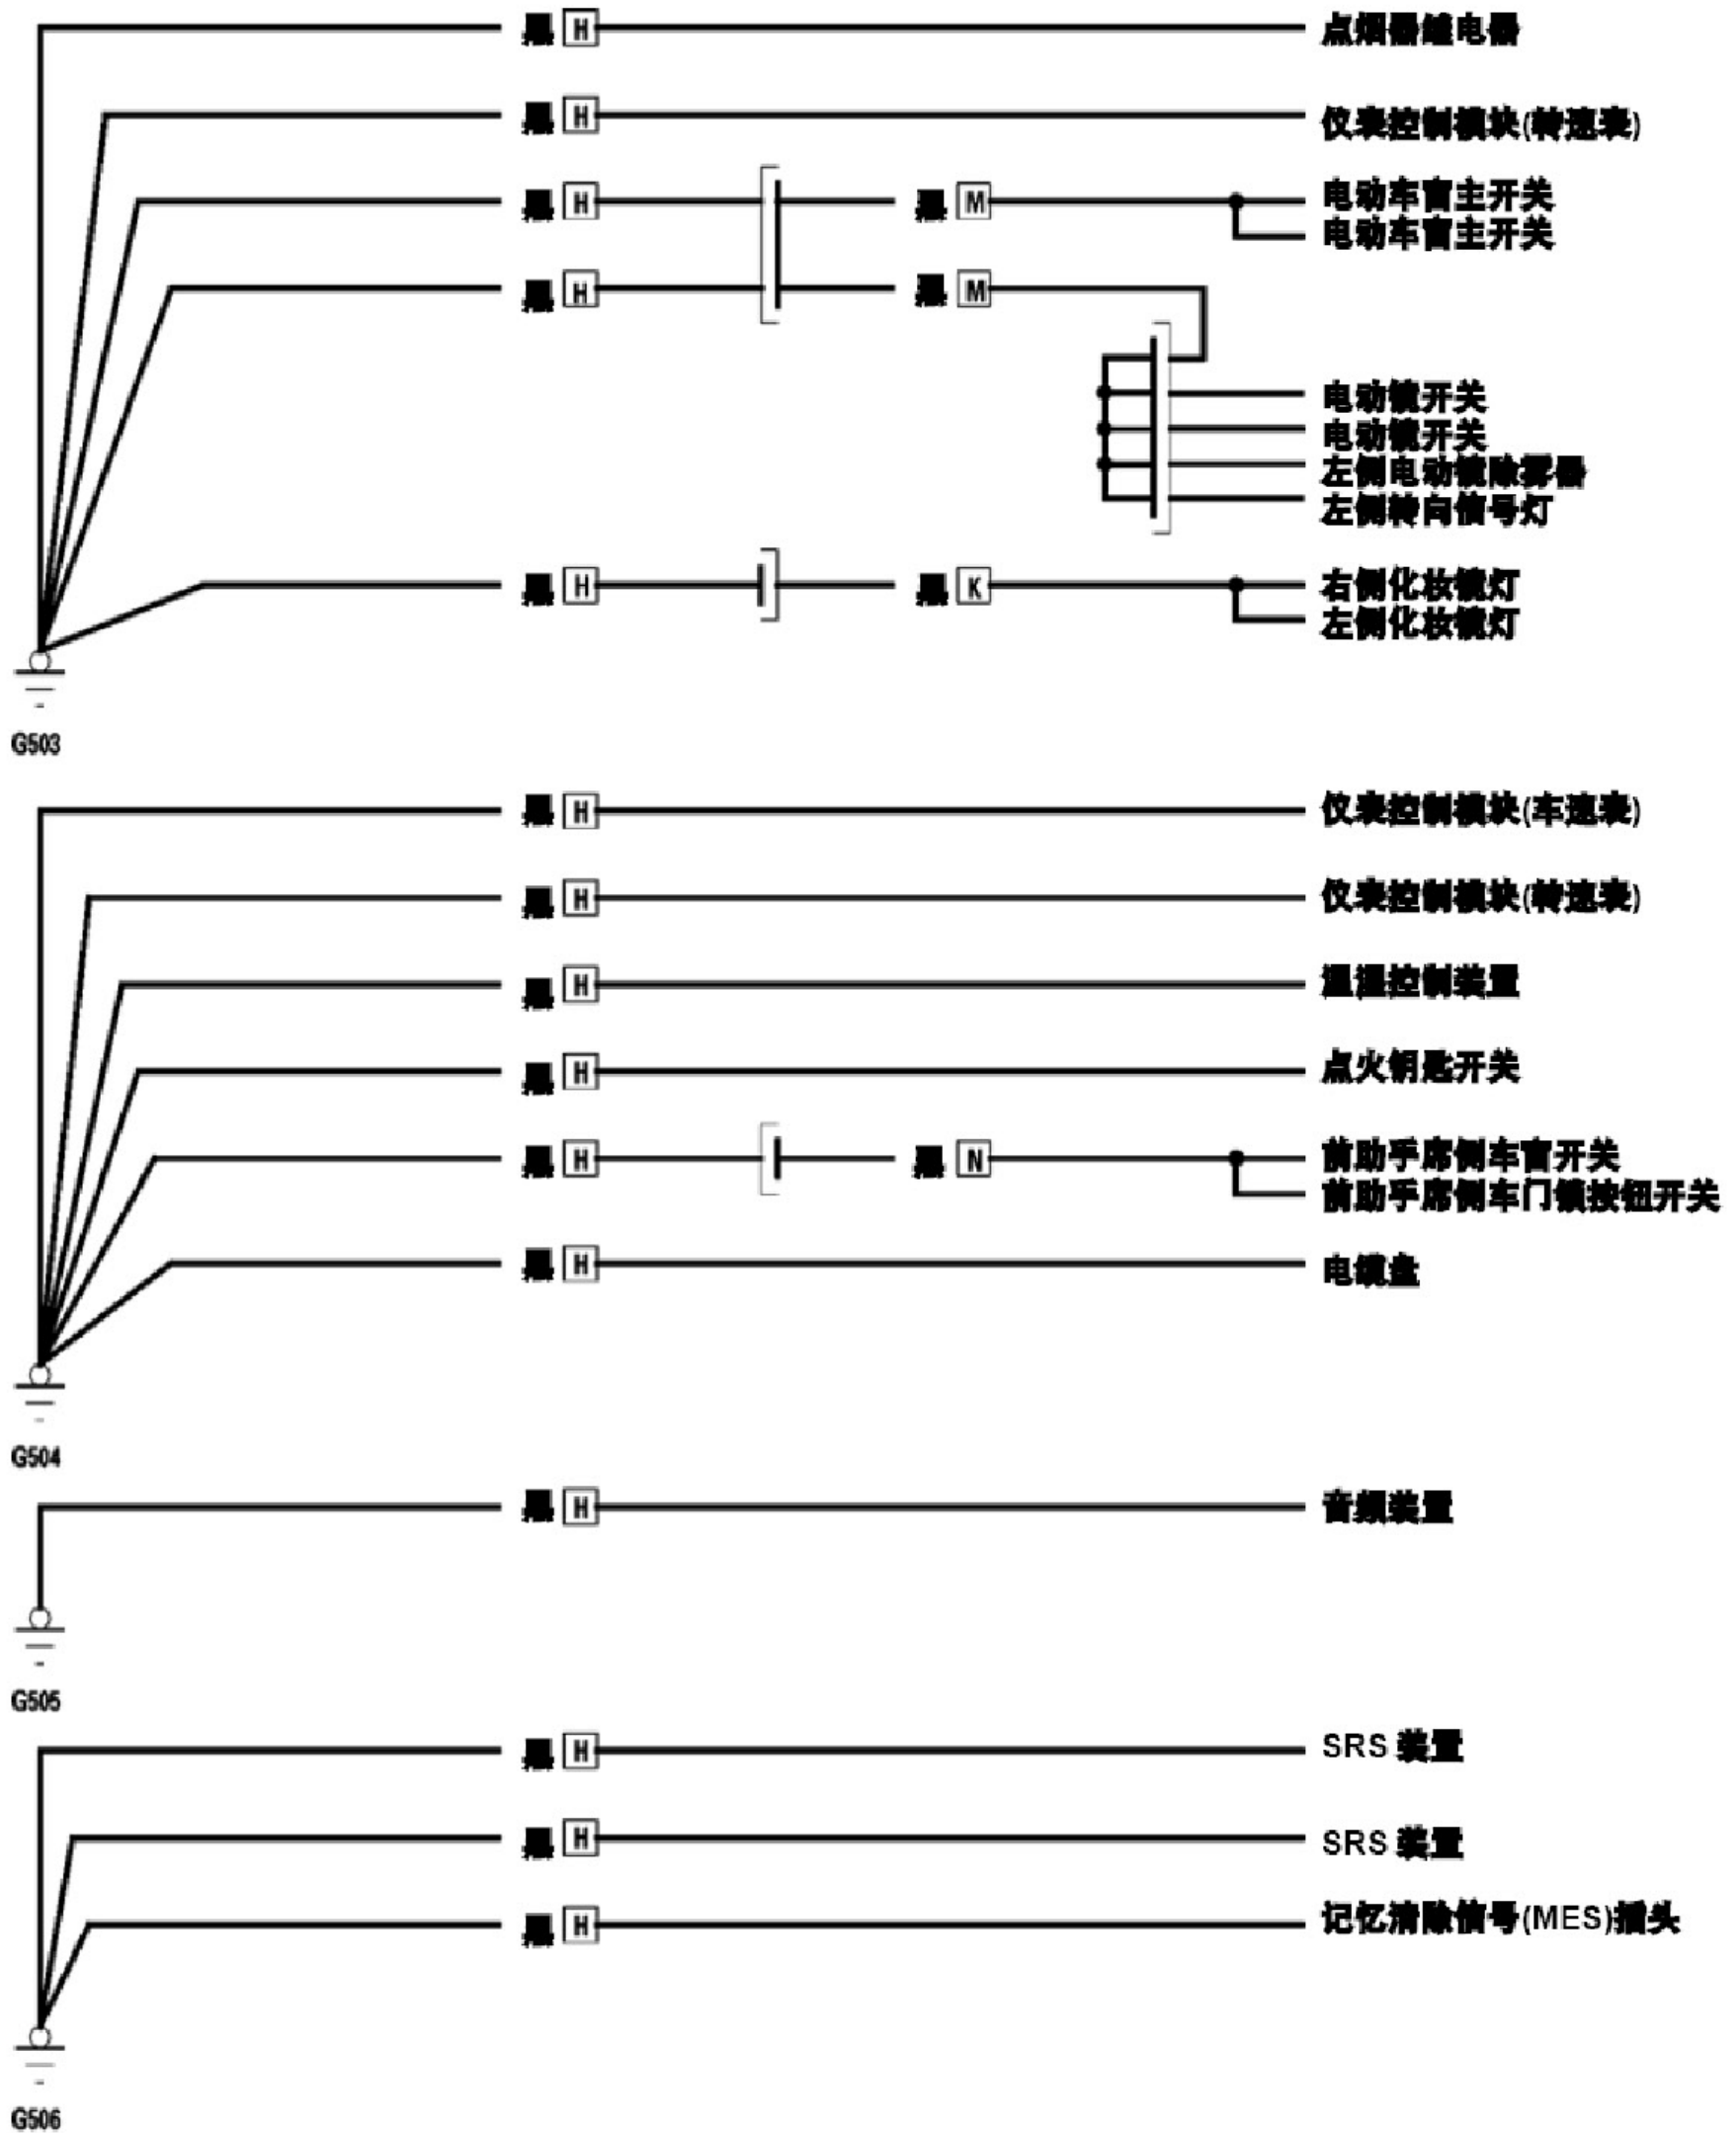 黑 H 点烟器继电器
黑 H 仪表控制模块(转速表)
黑 H 黑 M 电动车窗主开关
电动车窗主开关
黑 H 黑 M
电动镜开关
电动镜开关
左侧电动镜除雾器
左侧转向信号灯
黑 H 黑 K 右侧化妆镜灯
左侧化妆镜灯
G503
黑 H 仪表控制模块(车速表)
黑 H 仪表控制模块(转速表)
黑 H 温湿控制装置
黑 H 点火钥匙开关
黑 H 黑 N 前助手席侧车窗开关
前助手席侧车门锁按钮开关
黑 H 电缆盘
G504
黑 H 音频装置
G505
黑 H SRS 装置
黑 H SRS 装置
黑 H 记忆清除信号(MES)插头
G506